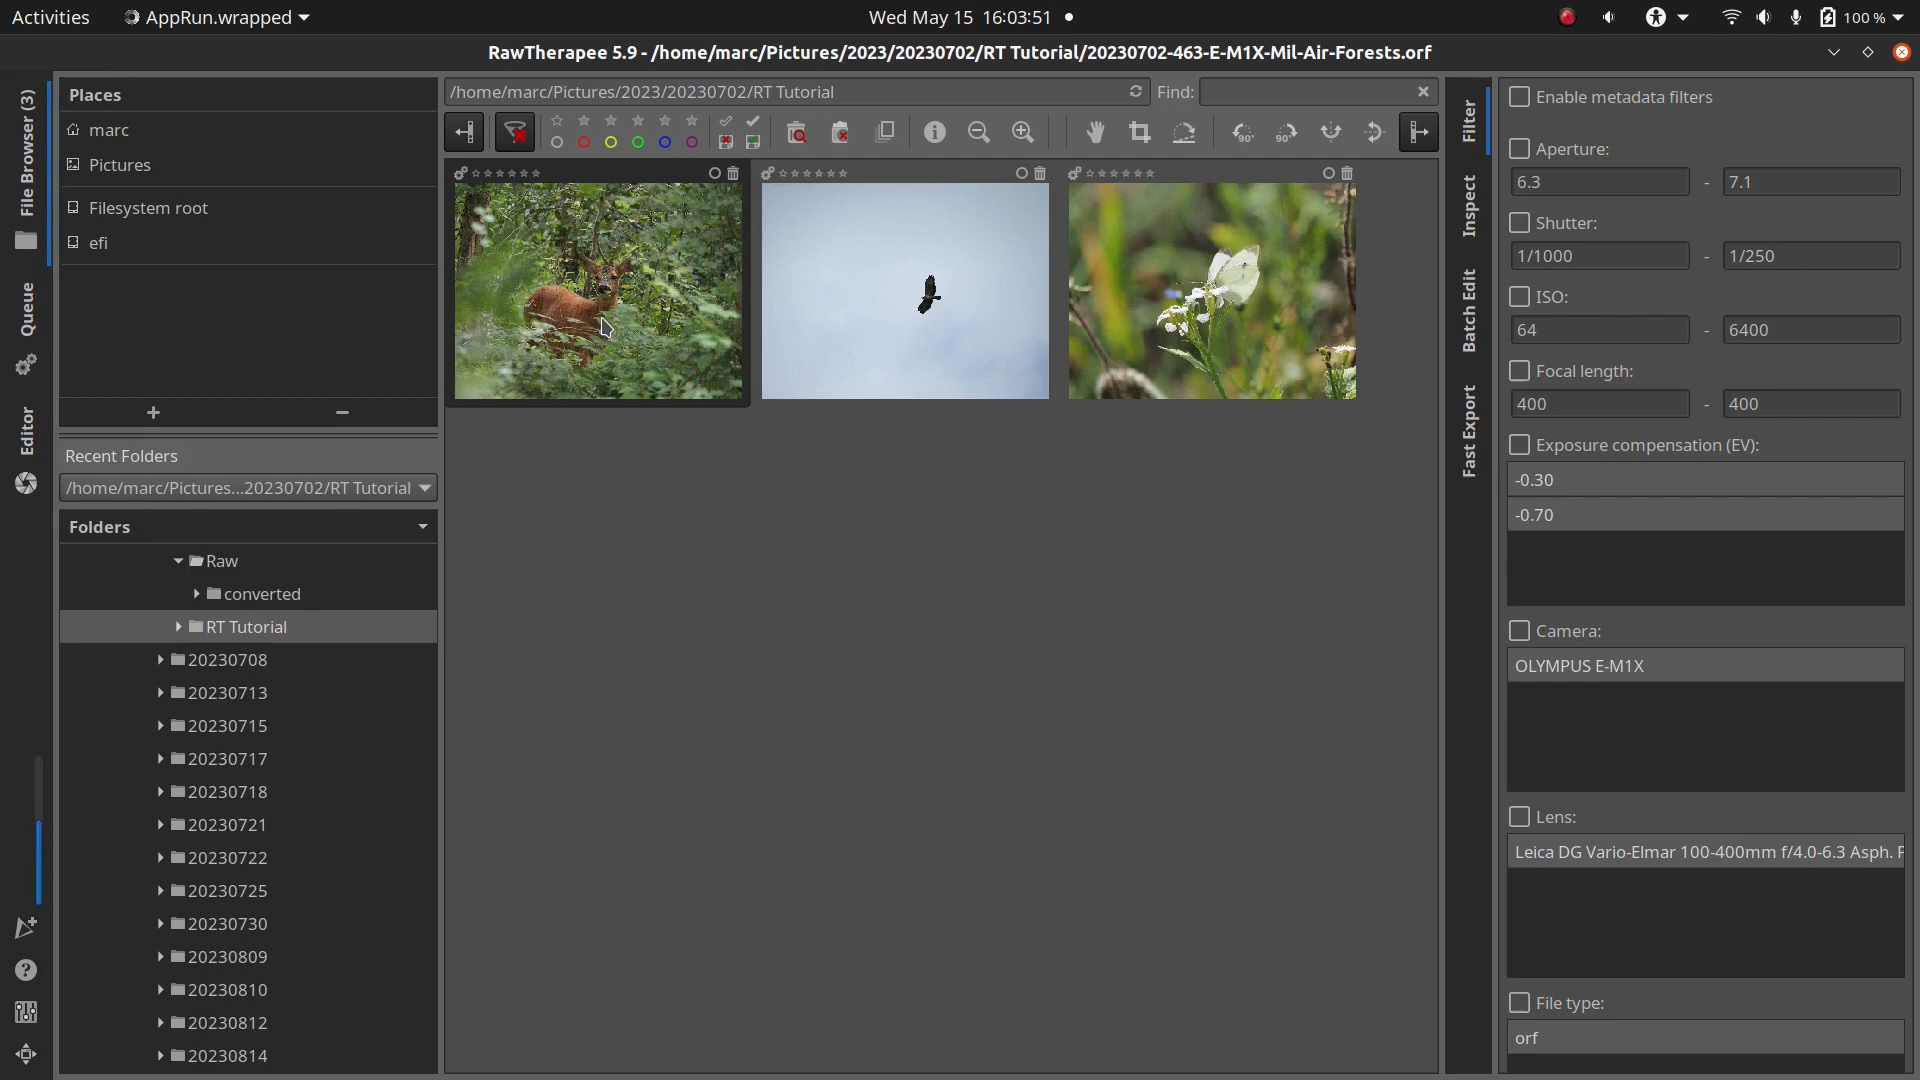 Activities
AppRun.wrapped
Wed May 15 16:03:51
100 %
RawTherapee 5.9 - /home/marc/Pictures/2023/20230702/RT Tutorial/20230702-463-E-M1X-Mil-Air-Forests.orf
File Browser (3)
Queue
Editor
Places
marc
Pictures
Filesystem root
efi
+
−
Recent Folders
/home/marc/Pictures...20230702/RT Tutorial
Folders
Raw
converted
RT Tutorial
20230708
20230713
20230715
20230717
20230718
20230721
20230722
20230725
20230730
20230809
20230810
20230812
20230814
/home/marc/Pictures/2023/20230702/RT Tutorial
Find:
90°
90°
Filter
Inspect
Batch Edit
Fast Export
Enable metadata filters
Aperture:
6.3 - 7.1
Shutter:
1/1000 - 1/250
ISO:
64 - 6400
Focal length:
400 - 400
Exposure compensation (EV):
-0.30
-0.70
Camera:
OLYMPUS E-M1X
Lens:
Leica DG Vario-Elmar 100-400mm f/4.0-6.3 Asph. P
File type:
orf